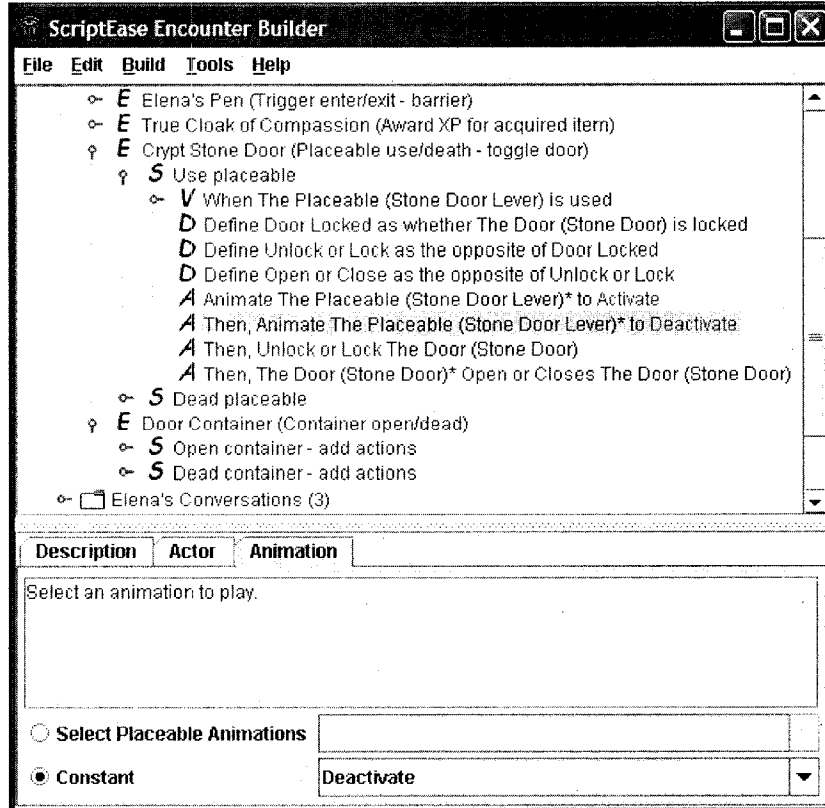 ScriptEase Encounter Builder
File Edit Build Tools Help
E Elena's Pen (Trigger enter/exit - barrier)
E True Cloak of Compassion (Award XP for acquired item)
E Crypt Stone Door (Placeable use/death - toggle door)
S Use placeable
V When The Placeable (Stone Door Lever) is used
D Define Door Locked as whether The Door (Stone Door) is locked
D Define Unlock or Lock as the opposite of Door Locked
D Define Open or Close as the opposite of Unlock or Lock
A Animate The Placeable (Stone Door Lever)* to Activate
A Then, Animate The Placeable (Stone Door Lever)* to Deactivate
A Then, Unlock or Lock The Door (Stone Door)
A Then, The Door (Stone Door)* Open or Closes The Door (Stone Door)
S Dead placeable
E Door Container (Container open/dead)
S Open container - add actions
S Dead container - add actions
Elena's Conversations (3)
Description Actor Animation
Select an animation to play.
Select Placeable Animations
Constant Deactivate